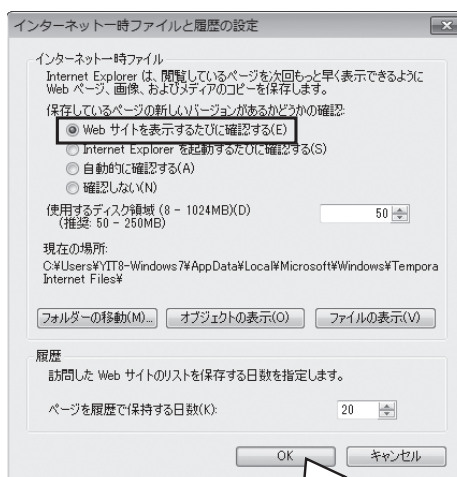 インターネット一時ファイルと履歴の設定
インターネット一時ファイル
Internet Explorer は、閲覧しているページを次回もっと早く表示できるように
Web ページ、画像、およびメディアのコピーを保存します。
保存しているページの新しいバージョンがあるかどうかの確認:
Web サイトを表示するたびに確認する(E)
Internet Explorer を起動するたびに確認する(S)
自動的に確認する(A)
確認しない(N)
使用するディスク領域 (8 - 1024MB)(D)
50
(推奨: 50 - 250MB)
現在の場所:
C:¥Users¥YIT8-Windows7¥AppData¥Local¥Microsoft¥Windows¥Tempora
Internet Files¥
フォルダーの移動(M)... オブジェクトの表示(O) ファイルの表示(V)
履歴
訪問した Web サイトのリストを保存する日数を指定します。
ページを履歴で保持する日数(K): 20
OK キャンセル